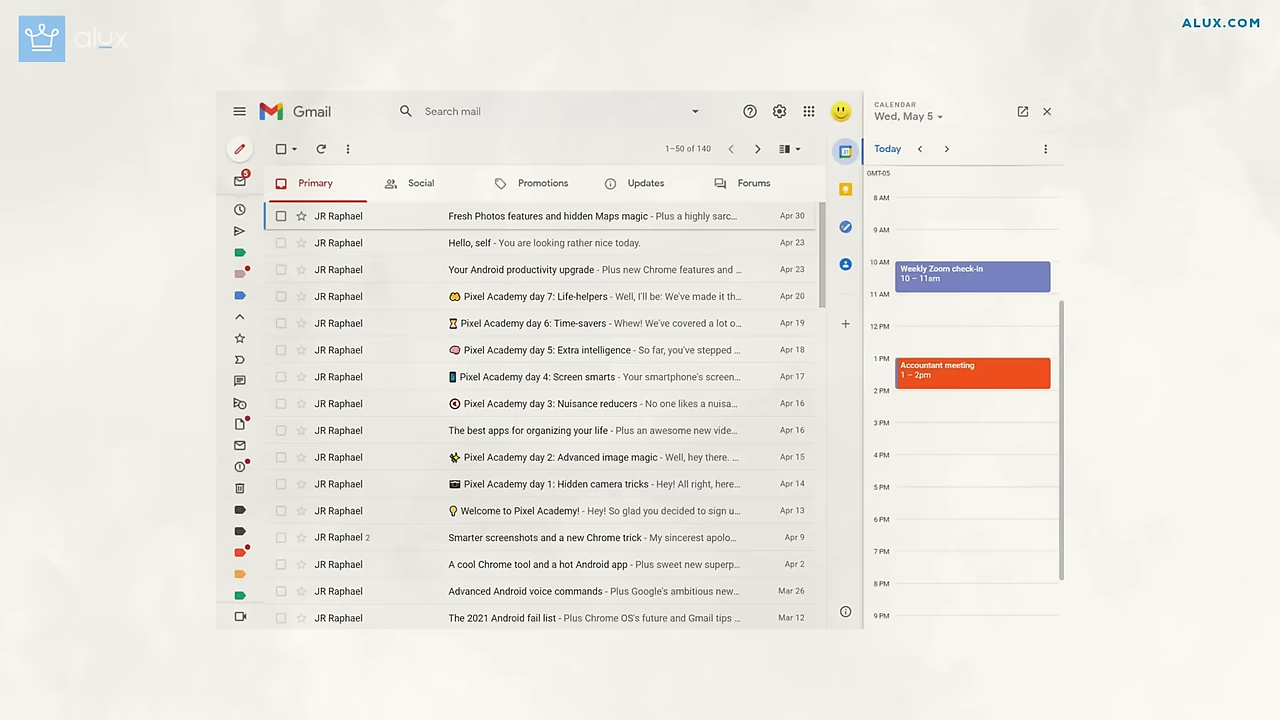 alux
ALUX.COM
Gmail
Search mail
1–50 of 140
5
Primary
Social
Promotions
Updates
Forums
JR Raphael Fresh Photos features and hidden Maps magic - Plus a highly sarc... Apr 30
JR Raphael Hello, self - You are looking rather nice today. Apr 23
JR Raphael Your Android productivity upgrade - Plus new Chrome features and ... Apr 23
JR Raphael Pixel Academy day 7: Life-helpers - Well, I'll be: We've made it th... Apr 20
JR Raphael Pixel Academy day 6: Time-savers - Whew! We've covered a lot o... Apr 19
JR Raphael Pixel Academy day 5: Extra intelligence - So far, you've stepped ... Apr 18
JR Raphael Pixel Academy day 4: Screen smarts - Your smartphone's screen... Apr 17
JR Raphael Pixel Academy day 3: Nuisance reducers - No one likes a nuisa... Apr 16
JR Raphael The best apps for organizing your life - Plus an awesome new vide... Apr 16
JR Raphael Pixel Academy day 2: Advanced image magic - Well, hey there. ... Apr 15
JR Raphael Pixel Academy day 1: Hidden camera tricks - Hey! All right, here... Apr 14
JR Raphael Welcome to Pixel Academy! - Hey! So glad you decided to sign u... Apr 13
JR Raphael 2 Smarter screenshots and a new Chrome trick - My sincerest apolo... Apr 9
JR Raphael A cool Chrome tool and a hot Android app - Plus sweet new superp... Apr 2
JR Raphael Advanced Android voice commands - Plus Google's ambitious new... Mar 26
JR Raphael The 2021 Android fail list - Plus Chrome OS's future and Gmail tips ... Mar 12
31
CALENDAR
Wed, May 5
Today
GMT-05
8 AM
9 AM
10 AM
Weekly Zoom check-in
10 – 11am
11 AM
12 PM
1 PM
Accountant meeting
1 – 2pm
2 PM
3 PM
4 PM
5 PM
6 PM
7 PM
8 PM
9 PM